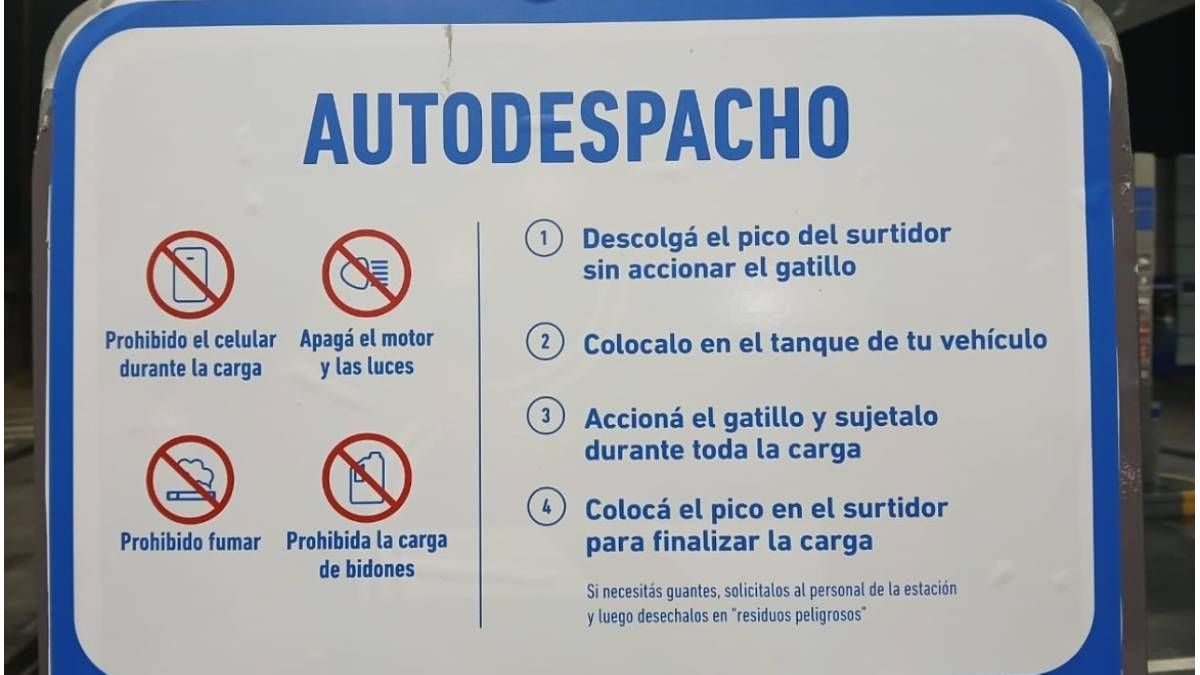 AUTODESPACHO
Prohibido el celular
durante la carga
Apagá el motor
y las luces
Prohibido fumar
Prohibida la carga
de bidones
1 Descolgá el pico del surtidor
sin accionar el gatillo
2 Colocalo en el tanque de tu vehículo
3 Accioná el gatillo y sujetalo
durante toda la carga
4 Colocá el pico en el surtidor
para finalizar la carga
Si necesitás guantes, solicitalos al personal de la estación
y luego desechalos en "residuos peligrosos"